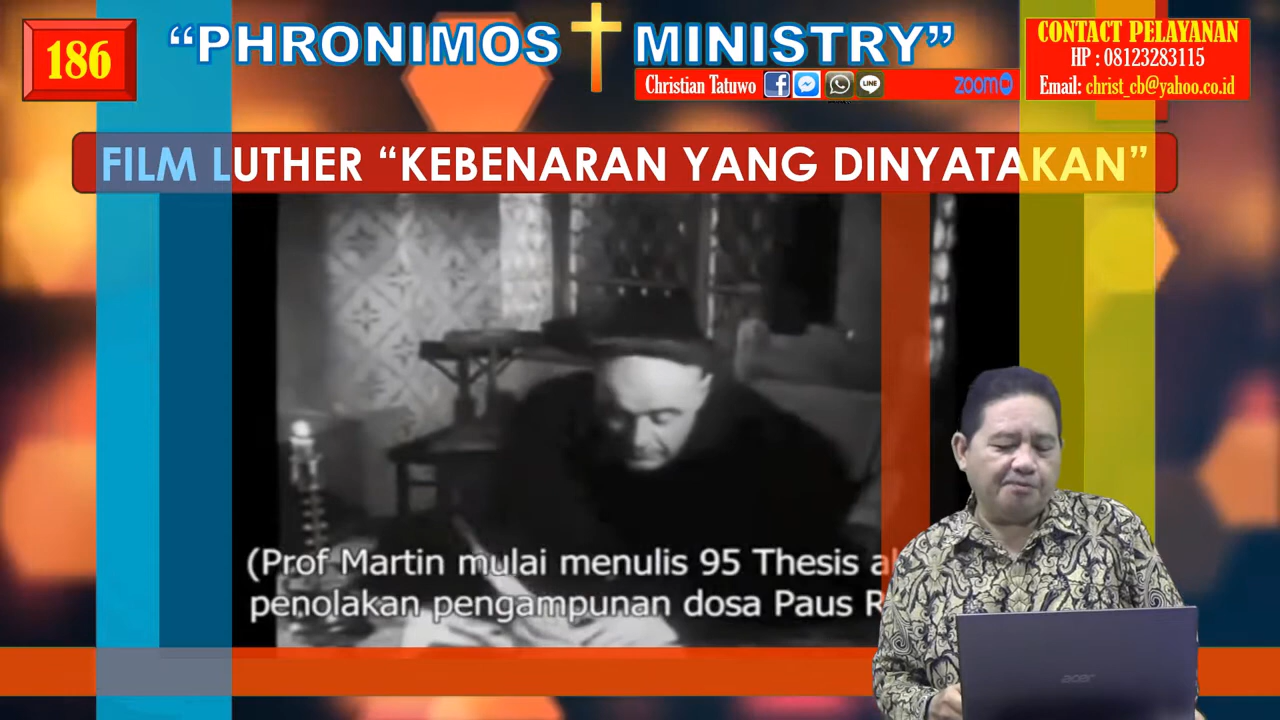 186
“PHRONIMOS MINISTRY”
Christian Tatuwo
zoom
CONTACT PELAYANAN
HP : 08123283115
Email: christ_cb@yahoo.co.id
FILM LUTHER “KEBENARAN YANG DINYATAKAN”
(Prof Martin mulai menulis 95 Thesis
penolakan pengampunan dosa Paus
acer